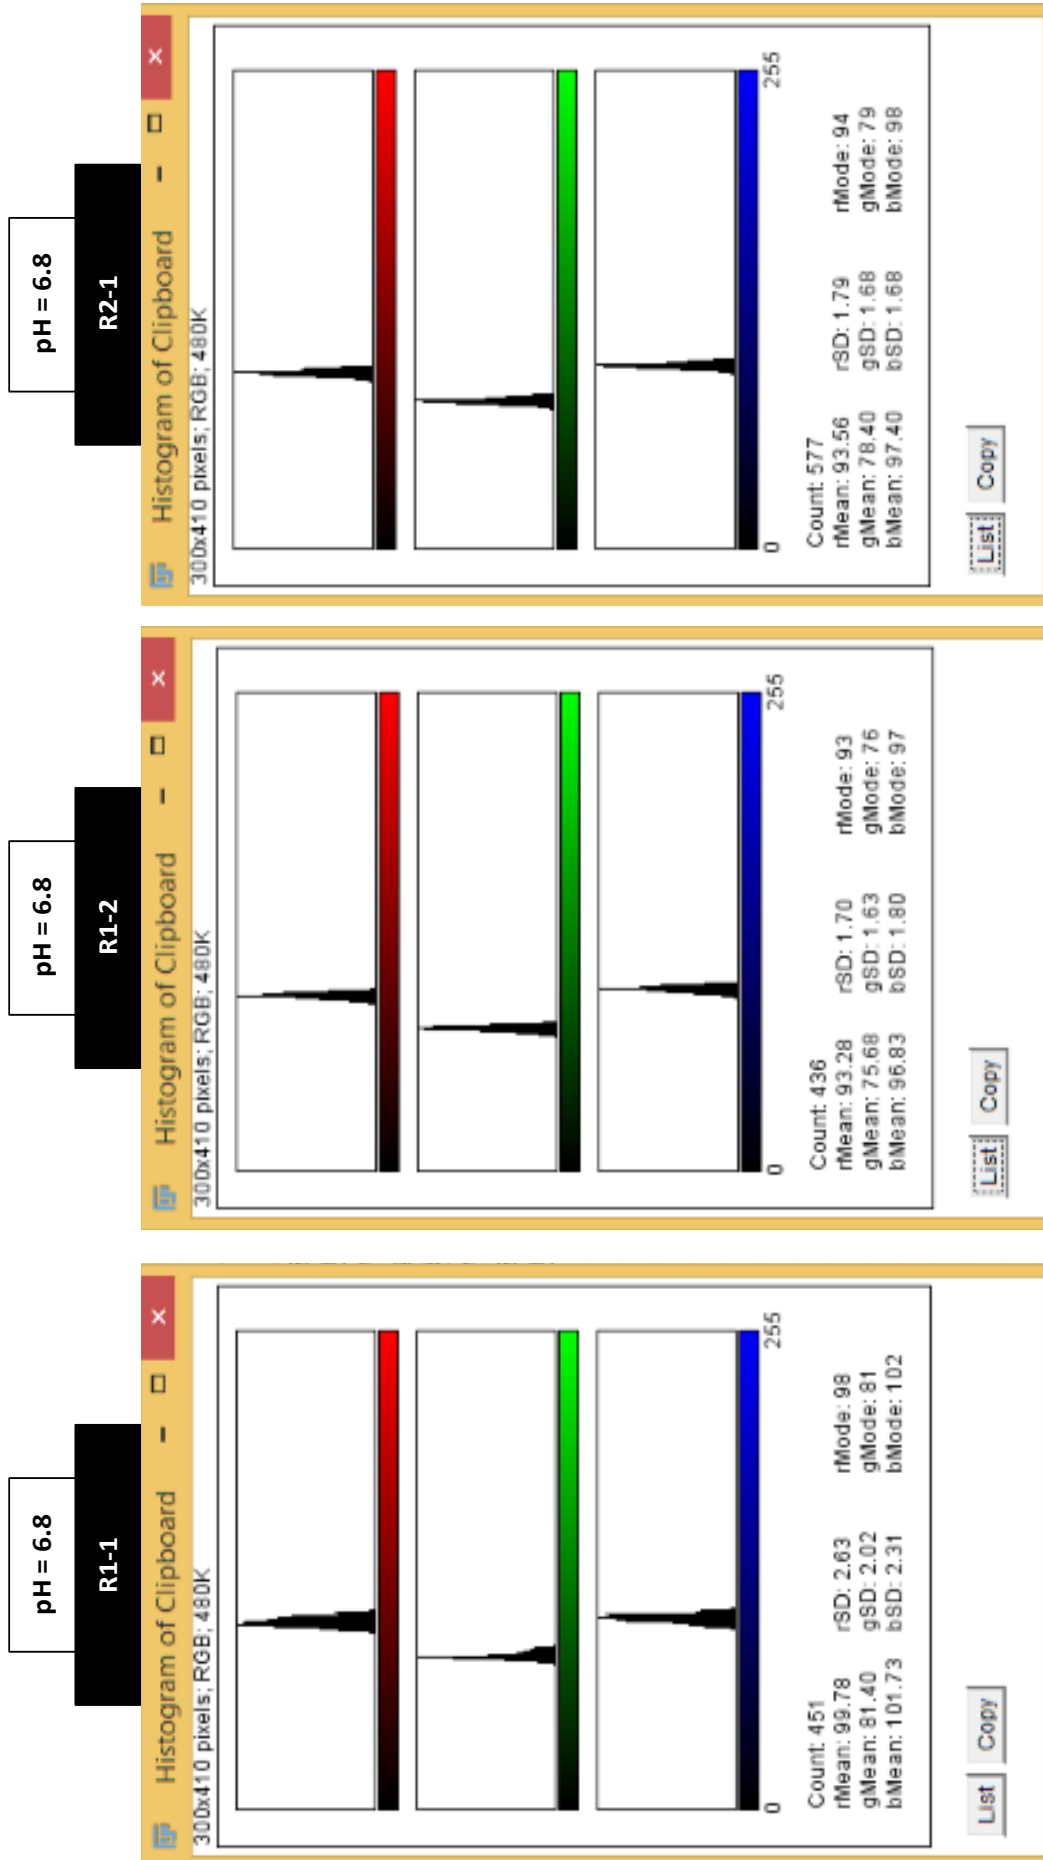 pH = 6.8
R1-1
Histogram of Clipboard
300x410 pixels; RGB; 480K
0
255
Count: 451
rMean: 99.78 rSD: 2.63 rMode: 98
gMean: 81.40 gSD: 2.02 gMode: 81
bMean: 101.73 bSD: 2.31 bMode: 102
List Copy
pH = 6.8
R1-2
Histogram of Clipboard
300x410 pixels; RGB; 480K
0
255
Count: 436
rMean: 93.28 rSD: 1.70 rMode: 93
gMean: 75.68 gSD: 1.63 gMode: 76
bMean: 96.83 bSD: 1.80 bMode: 97
List Copy
pH = 6.8
R2-1
Histogram of Clipboard
300x410 pixels; RGB; 480K
0
255
Count: 577
rMean: 93.56 rSD: 1.79 rMode: 94
gMean: 78.40 gSD: 1.68 gMode: 79
bMean: 97.40 bSD: 1.68 bMode: 98
List Copy